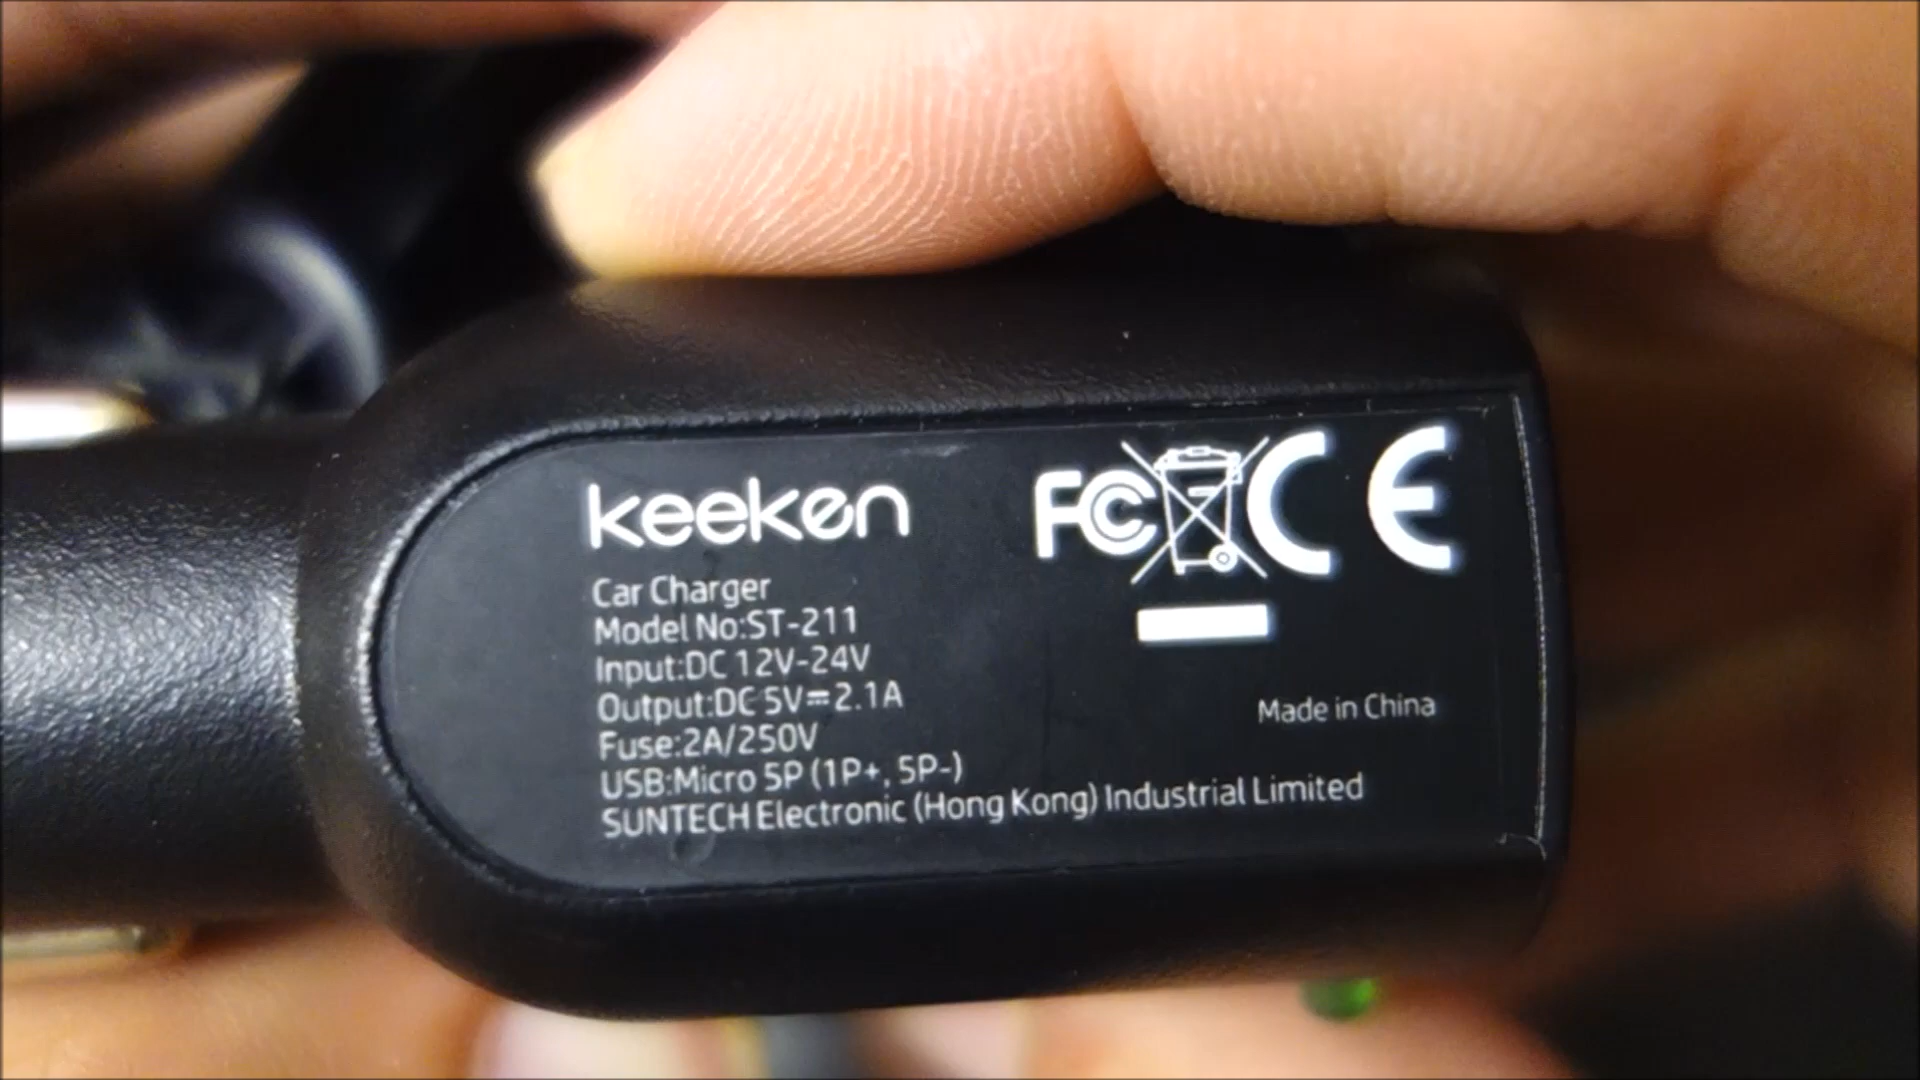 keeken
FC CE
Car Charger
Model No:ST-211
Input:DC 12V-24V
Output:DC 5V⎓2.1A
Fuse:2A/250V
USB:Micro 5P (1P+, 5P-)
SUNTECH Electronic (Hong Kong) Industrial Limited
Made in China